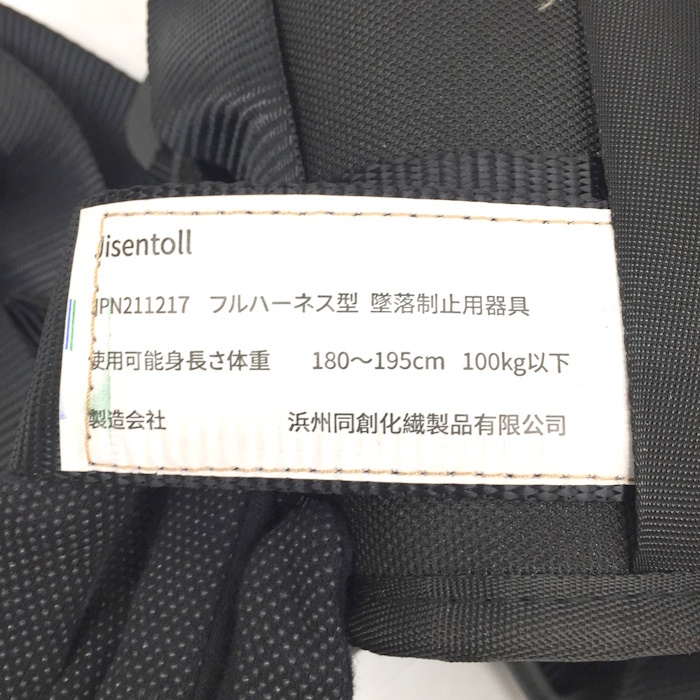 Jisentoll
JPN211217 フルハーネス型 墜落制止用器具
使用可能身長さ体重 180～195cm 100kg以下
製造会社 浜州同創化繊製品有限公司